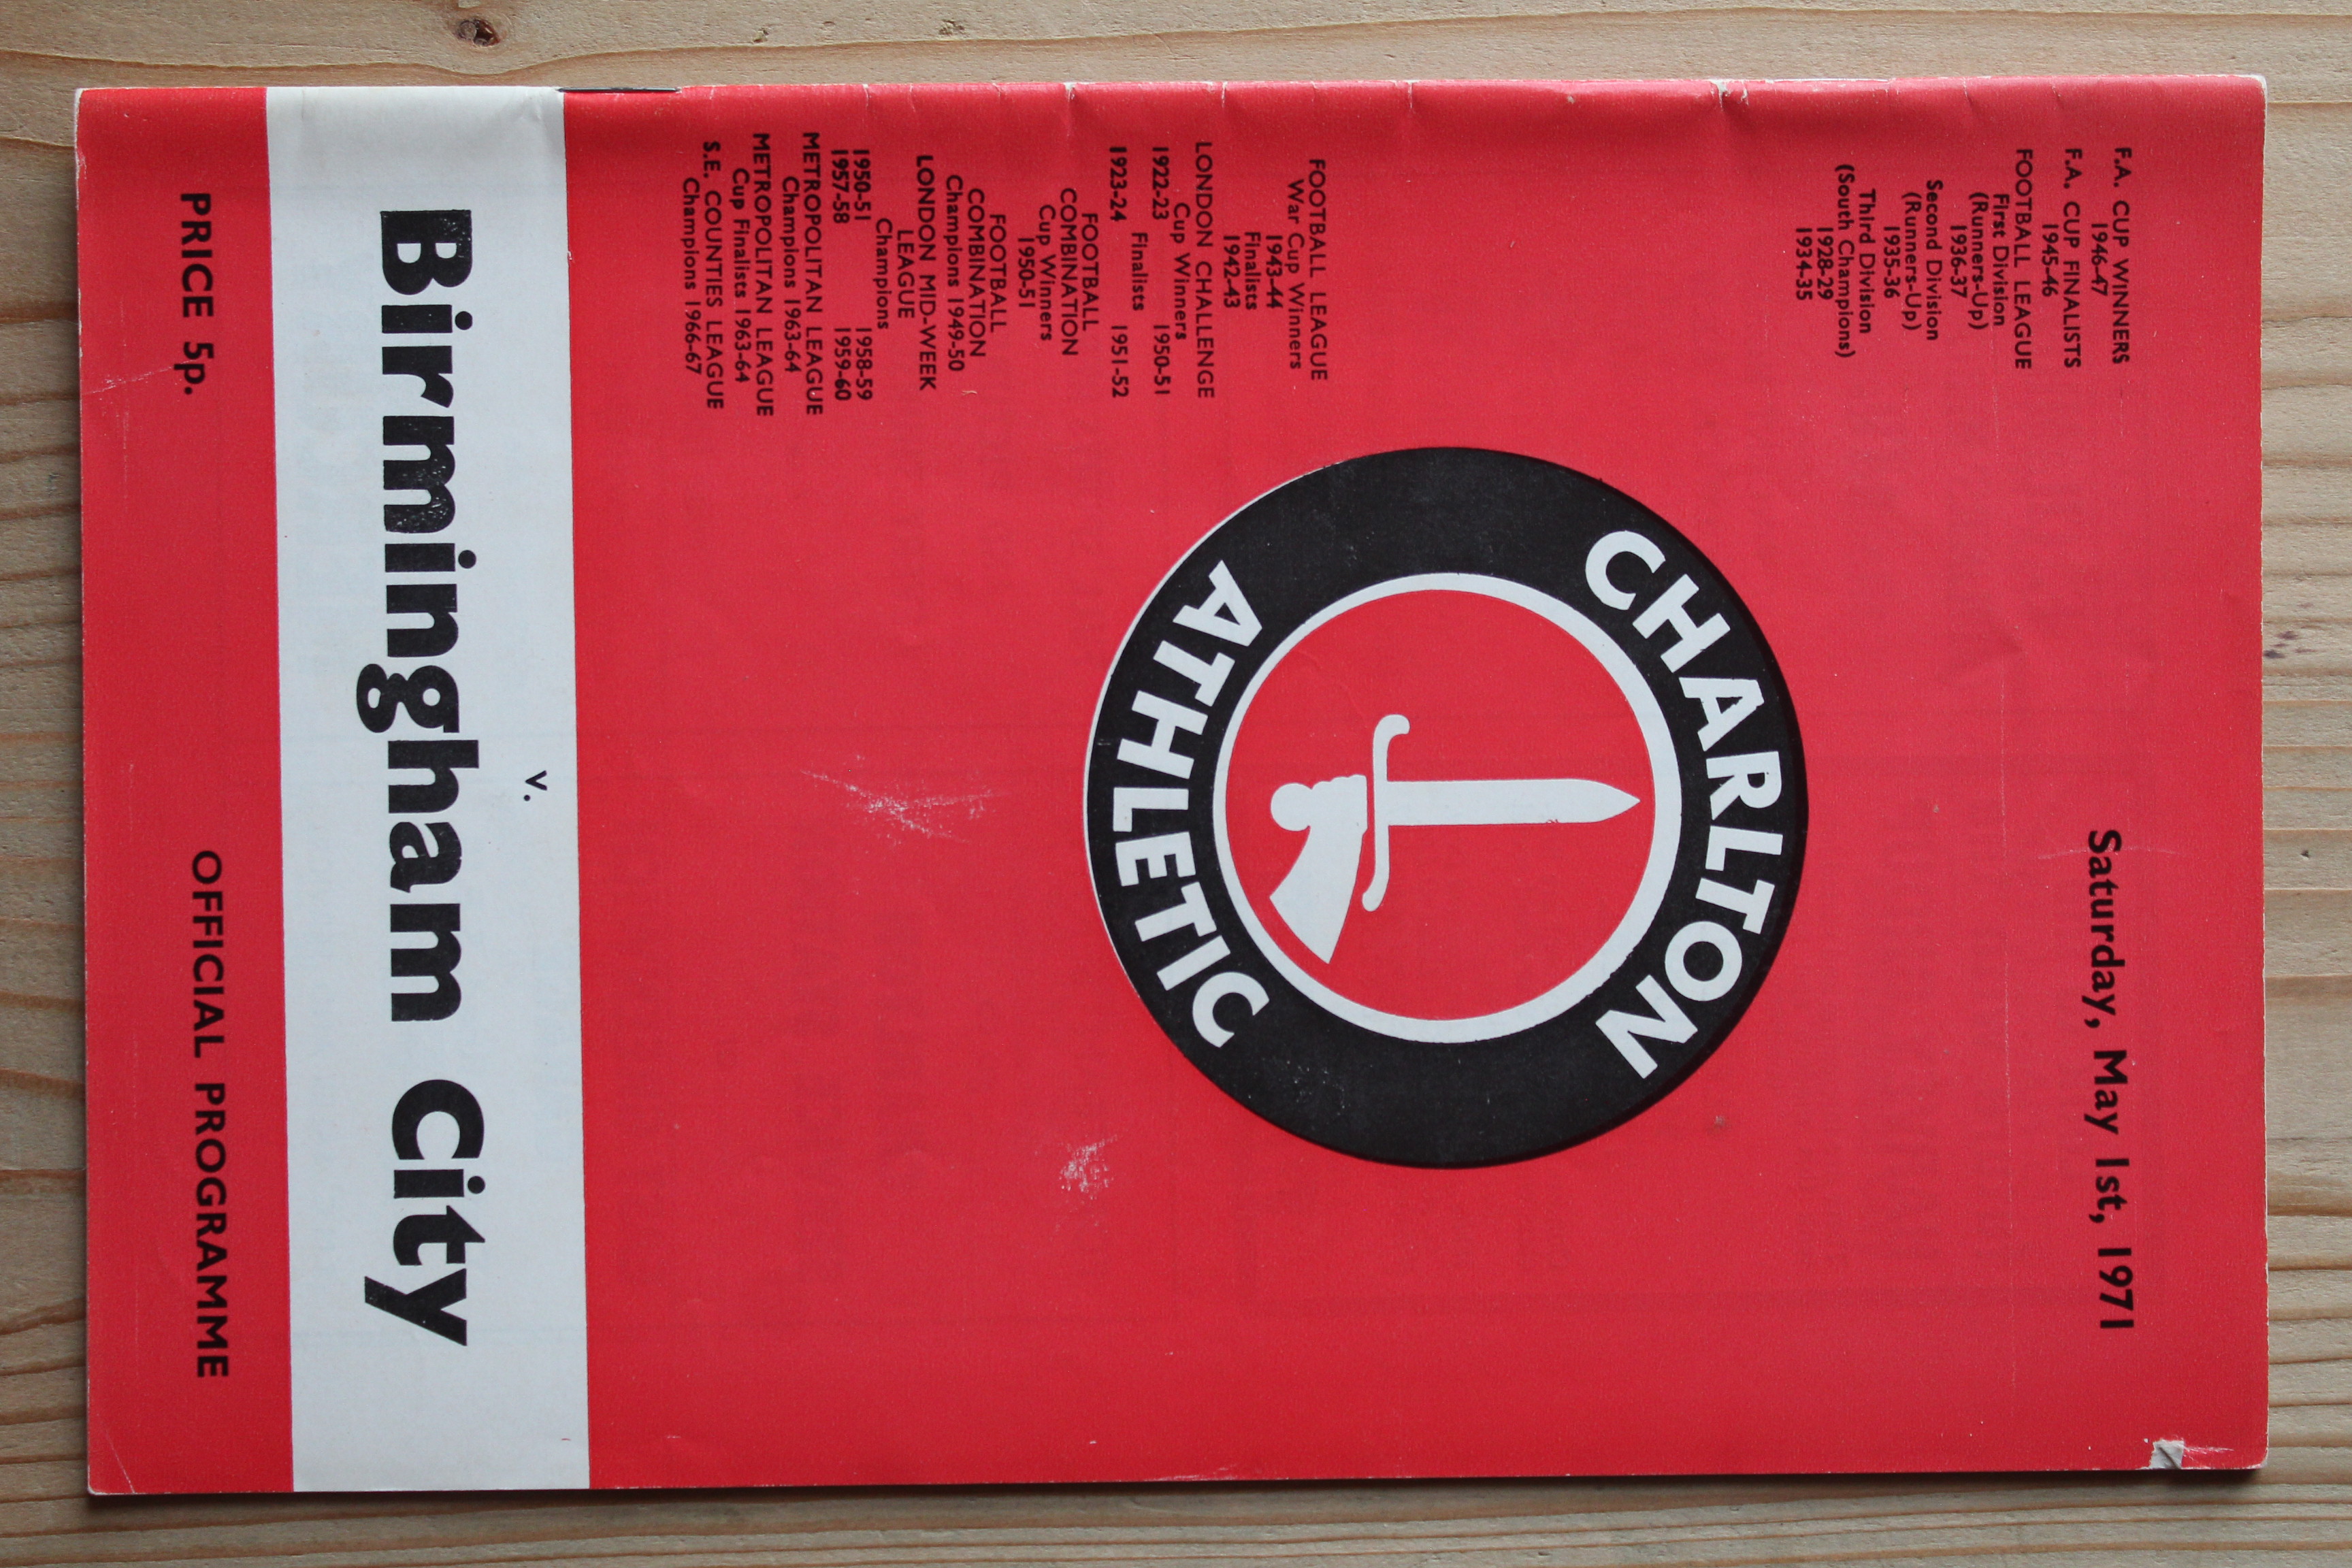 F.A. CUP WINNERS
1946-47
F.A. CUP FINALISTS
1945-46
FOOTBALL LEAGUE
First Division
(Runners-Up)
1936-37
Second Division
(Runners-Up)
1935-36
Third Division
(South Champions)
1928-29
1934-35
Saturday, May 1st, 1971
CHARLTON
ATHLETIC
FOOTBALL LEAGUE
War Cup Winners
1943-44
Finalists
1942-43
LONDON CHALLENGE
Cup Winners
1922-23 1950-51
Finalists
1923-24 1951-52
FOOTBALL
COMBINATION
Cup Winners
1950-51
FOOTBALL
COMBINATION
Champions 1949-50
LONDON MID-WEEK
LEAGUE
Champions
1950-51 1958-59
1957-58 1959-60
METROPOLITAN LEAGUE
Champions 1963-64
METROPOLITAN LEAGUE
Cup Finalists 1963-64
S.E. COUNTIES LEAGUE
Champions 1966-67
v.
Birmingham City
PRICE 5p. OFFICIAL PROGRAMME